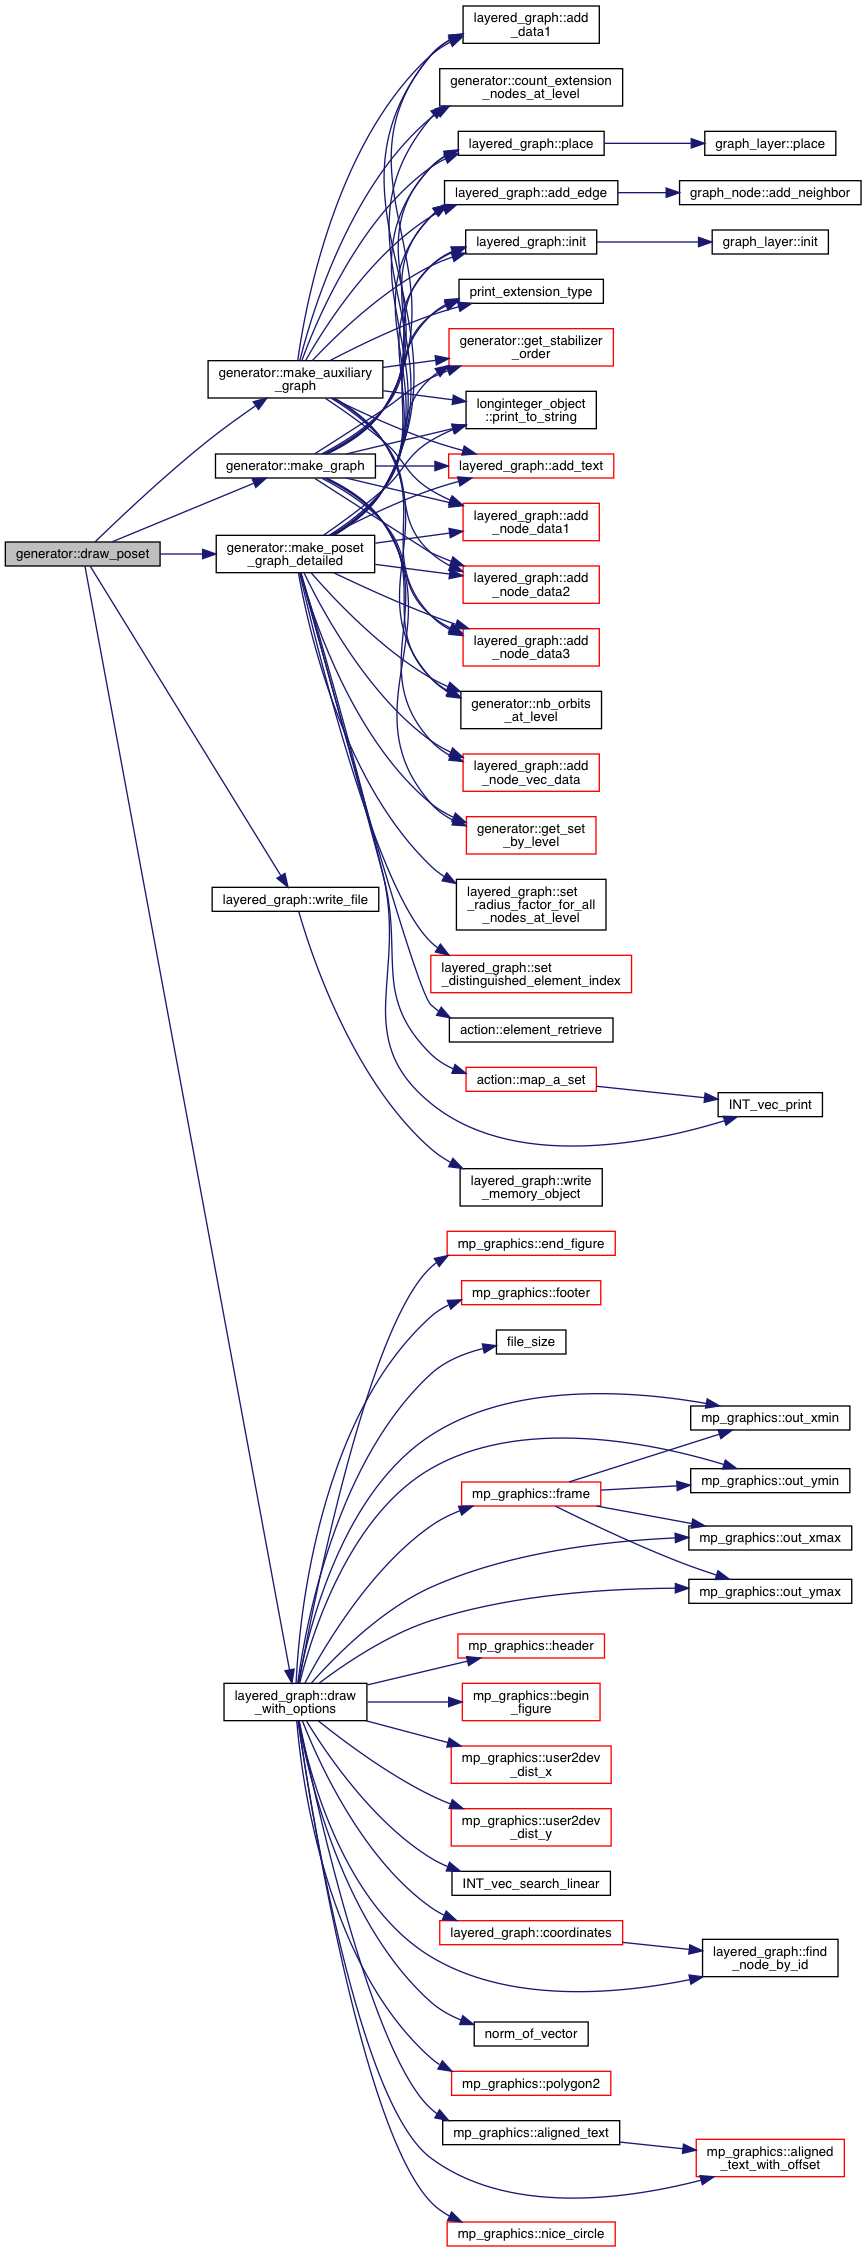 layered_graph::add
_data1
generator::count_extension
_nodes_at_level
layered_graph::place
graph_layer::place
layered_graph::add_edge
graph_node::add_neighbor
layered_graph::init
graph_layer::init
print_extension_type
generator::get_stabilizer
_order
generator::make_auxiliary
_graph
longinteger_object
::print_to_string
generator::make_graph
layered_graph::add_text
layered_graph::add
_node_data1
generator::draw_poset
generator::make_poset
_graph_detailed
layered_graph::add
_node_data2
layered_graph::add
_node_data3
generator::nb_orbits
_at_level
layered_graph::add
_node_vec_data
generator::get_set
_by_level
layered_graph::write_file
layered_graph::set
_radius_factor_for_all
_nodes_at_level
layered_graph::set
_distinguished_element_index
action::element_retrieve
action::map_a_set
INT_vec_print
layered_graph::write
_memory_object
mp_graphics::end_figure
mp_graphics::footer
file_size
mp_graphics::out_xmin
mp_graphics::out_ymin
mp_graphics::frame
mp_graphics::out_xmax
mp_graphics::out_ymax
mp_graphics::header
layered_graph::draw
_with_options
mp_graphics::begin
_figure
mp_graphics::user2dev
_dist_x
mp_graphics::user2dev
_dist_y
INT_vec_search_linear
layered_graph::coordinates
layered_graph::find
_node_by_id
norm_of_vector
mp_graphics::polygon2
mp_graphics::aligned_text
mp_graphics::aligned
_text_with_offset
mp_graphics::nice_circle